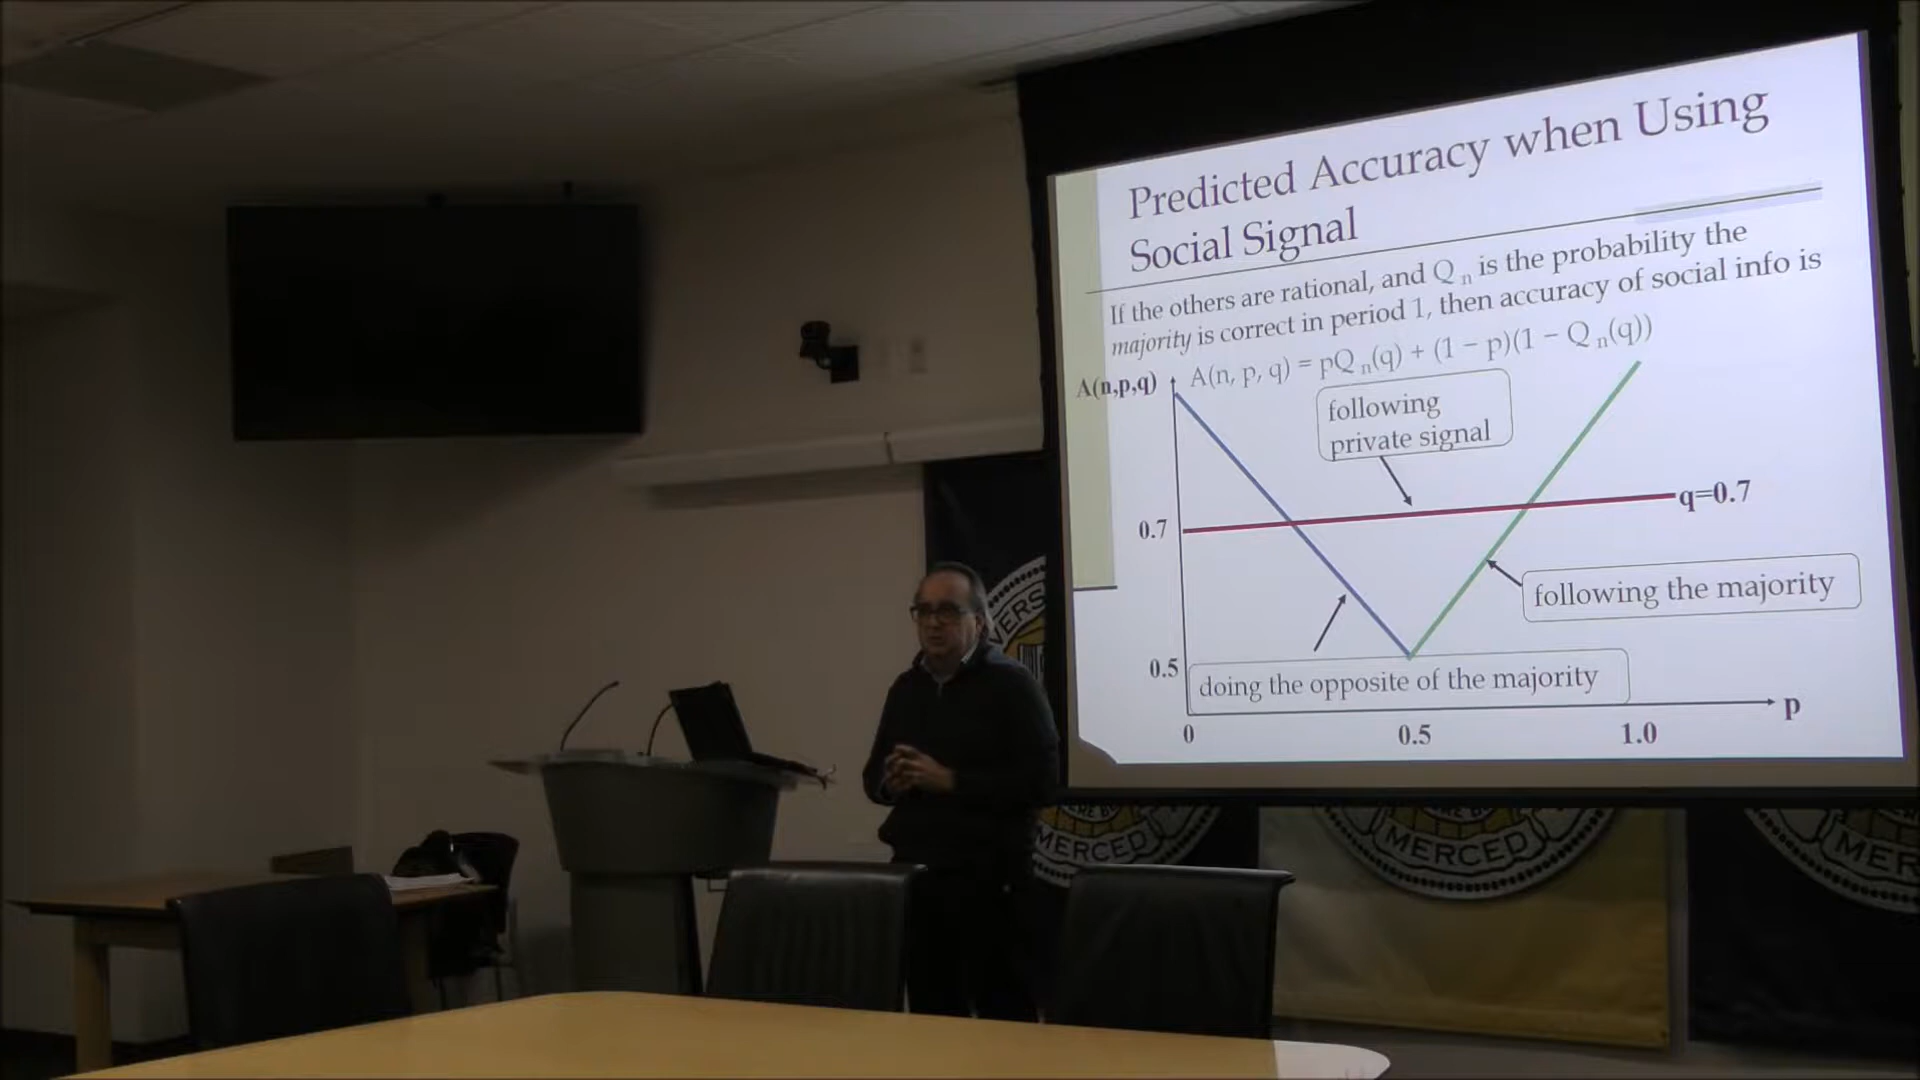 Predicted Accuracy when Using
Social Signal
If the others are rational, and Q n is the probability the
majority is correct in period 1, then accuracy of social info is
A(n, p, q) = pQ n(q) + (1 − p)(1 − Q n(q))
A(n,p,q)
following
private signal
q=0.7
0.7
following the majority
0.5
doing the opposite of the majority
p
0
0.5
1.0
VERS
MERCED
MERCED
MER